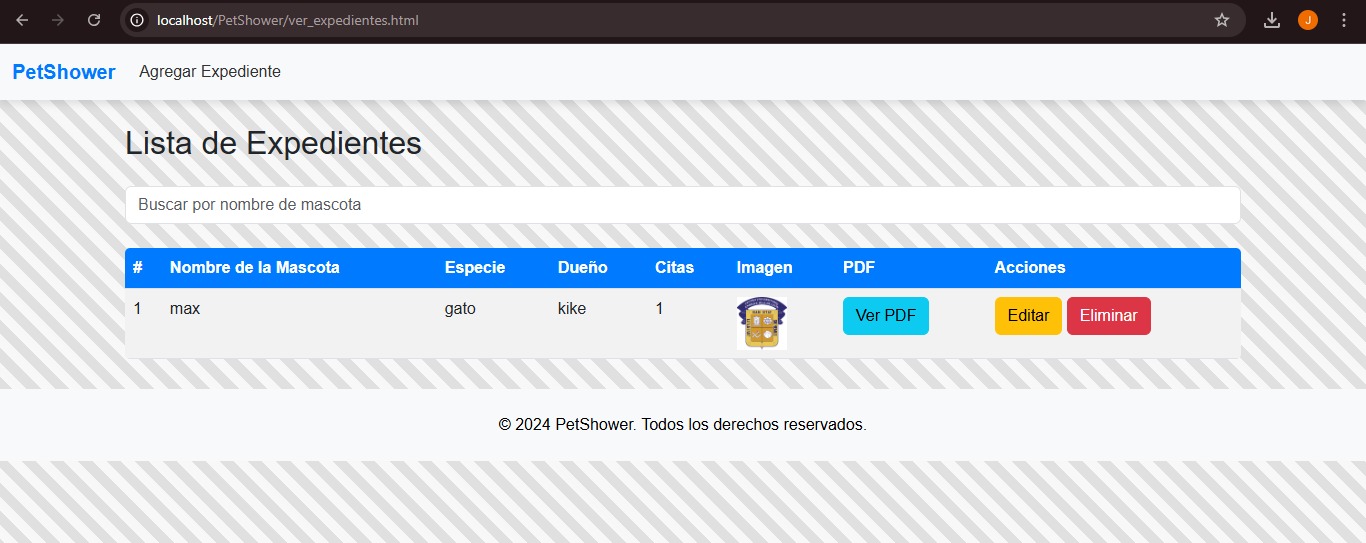 localhost/PetShower/ver_expedientes.html
J
PetShower Agregar Expediente
Lista de Expedientes
Buscar por nombre de mascota
# Nombre de la Mascota Especie Dueño Citas Imagen PDF Acciones
1 max gato kike 1 Ver PDF Editar Eliminar
© 2024 PetShower. Todos los derechos reservados.